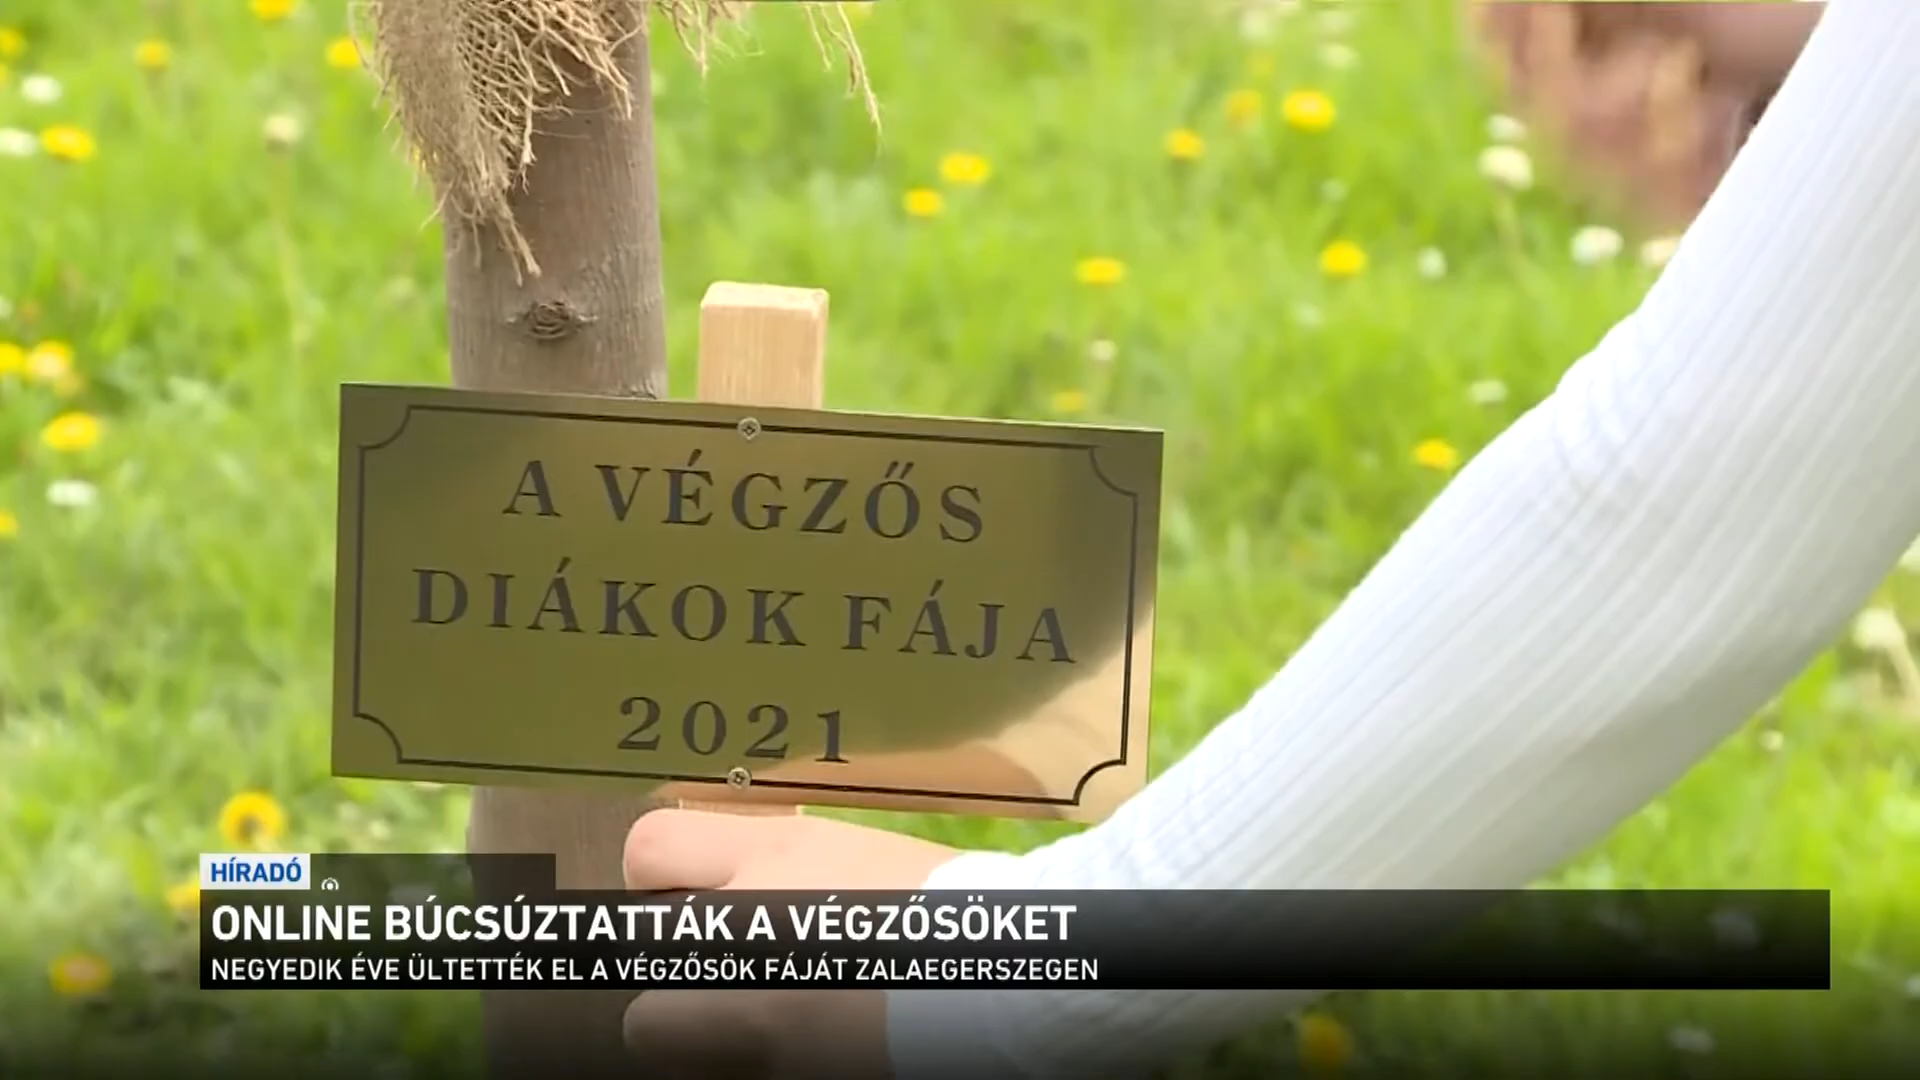 A VÉGZŐS
DIÁKOK FÁJA
2021
HÍRADÓ
ONLINE BÚCSÚZTATTÁK A VÉGZŐSÖKET
NEGYEDIK ÉVE ÜLTETTÉK EL A VÉGZŐSÖK FÁJÁT ZALAEGERSZEGEN